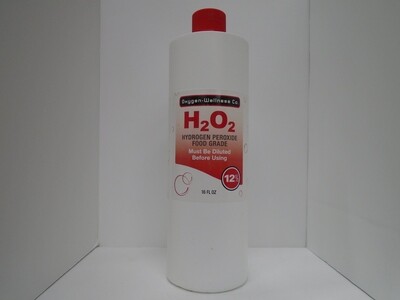 Oxygen-Wellness Co.
H2O2
HYDROGEN PEROXIDE
FOOD GRADE
Must Be Diluted
Before Using
12%
16 FL OZ